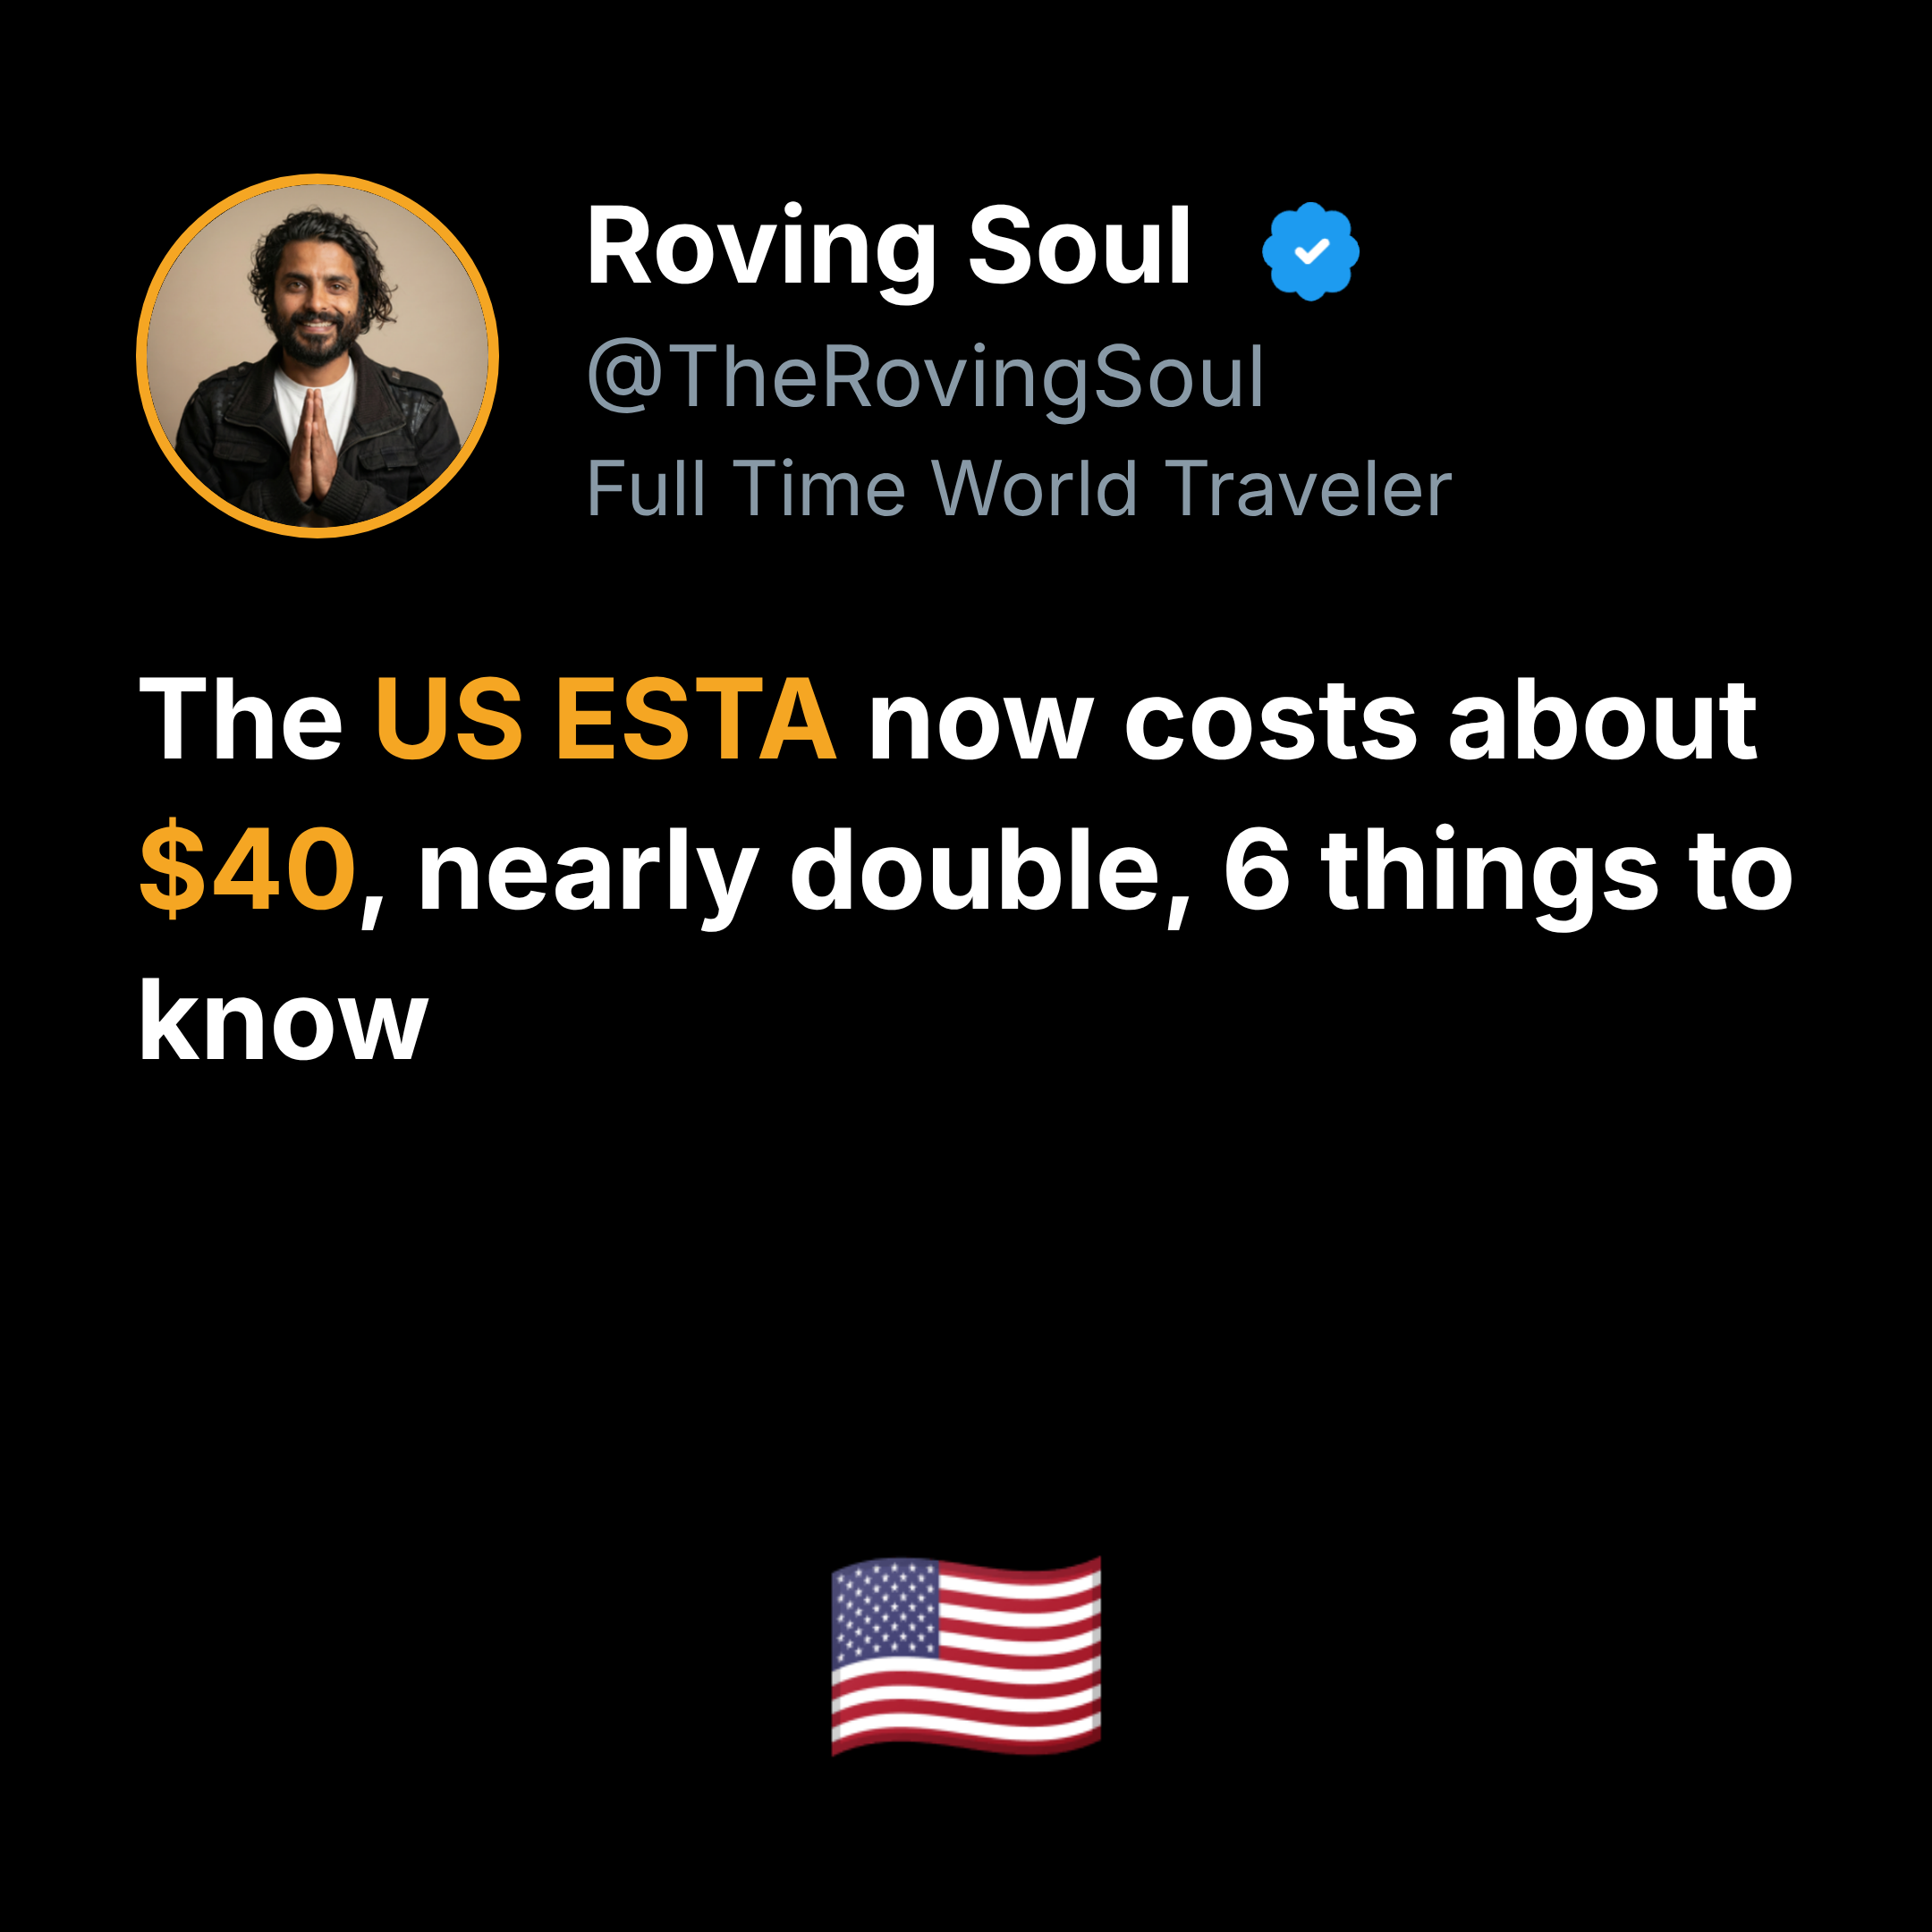 Roving Soul
@TheRovingSoul
Full Time World Traveler
The US ESTA now costs about
$40, nearly double, 6 things to
know